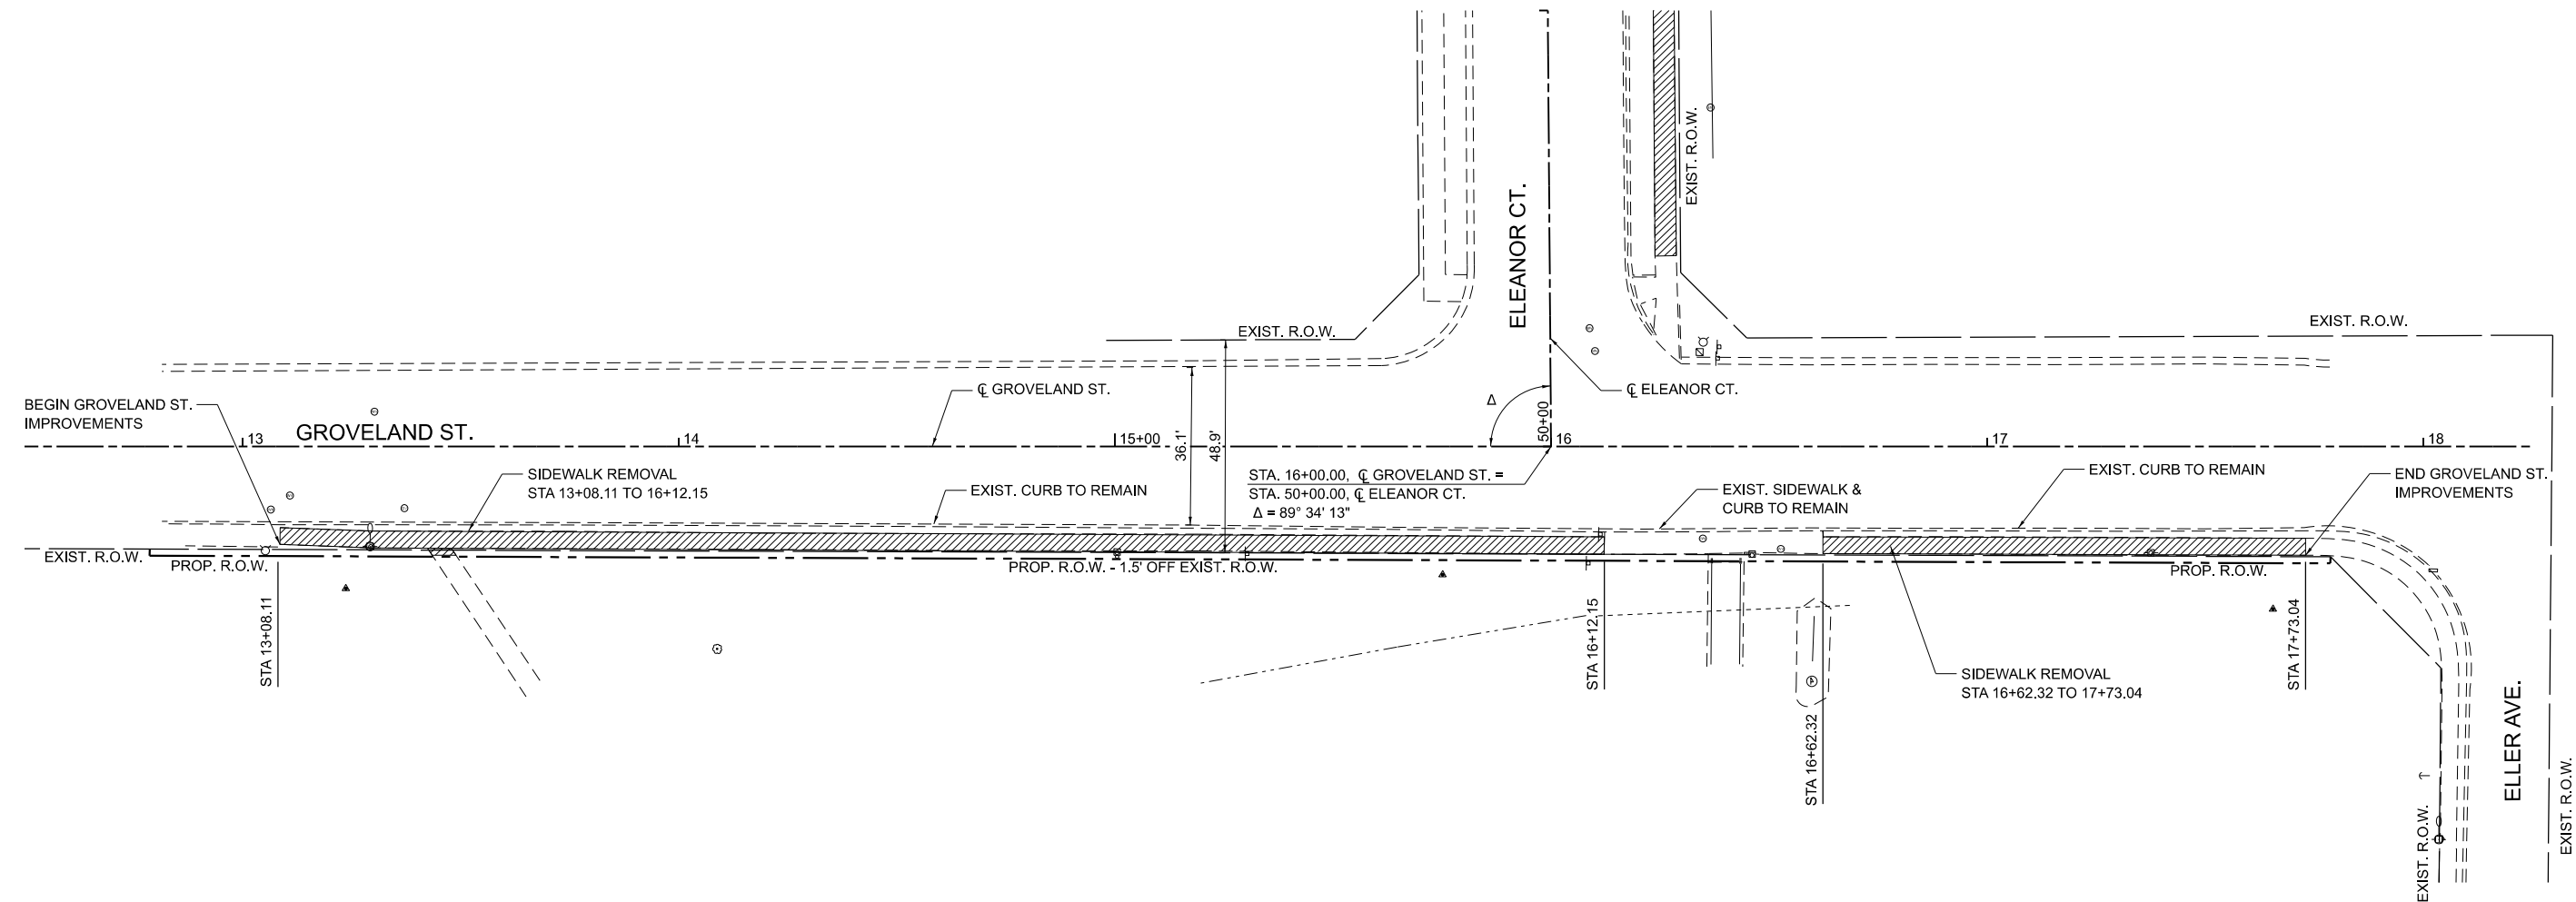 EXIST. R.O.W.
ELEANOR CT.
EXIST. R.O.W.
EXIST. R.O.W.
BEGIN GROVELAND ST.
IMPROVEMENTS
℄ GROVELAND ST.
℄ ELEANOR CT.
Δ
50+00
36.1'
48.9'
13
GROVELAND ST.
14
15+00
16
17
18
SIDEWALK REMOVAL
STA 13+08.11 TO 16+12.15
EXIST. CURB TO REMAIN
STA. 16+00.00, ℄ GROVELAND ST. =
STA. 50+00.00, ℄ ELEANOR CT.
Δ = 89° 34' 13"
EXIST. SIDEWALK &
CURB TO REMAIN
EXIST. CURB TO REMAIN
END GROVELAND ST.
IMPROVEMENTS
EXIST. R.O.W.
PROP. R.O.W.
PROP. R.O.W. - 1.5' OFF EXIST. R.O.W.
PROP. R.O.W.
STA 13+08.11
STA 16+12.15
STA 16+62.32
STA 17+73.04
SIDEWALK REMOVAL
STA 16+62.32 TO 17+73.04
ELLER AVE.
EXIST. R.O.W.
EXIST. R.O.W.